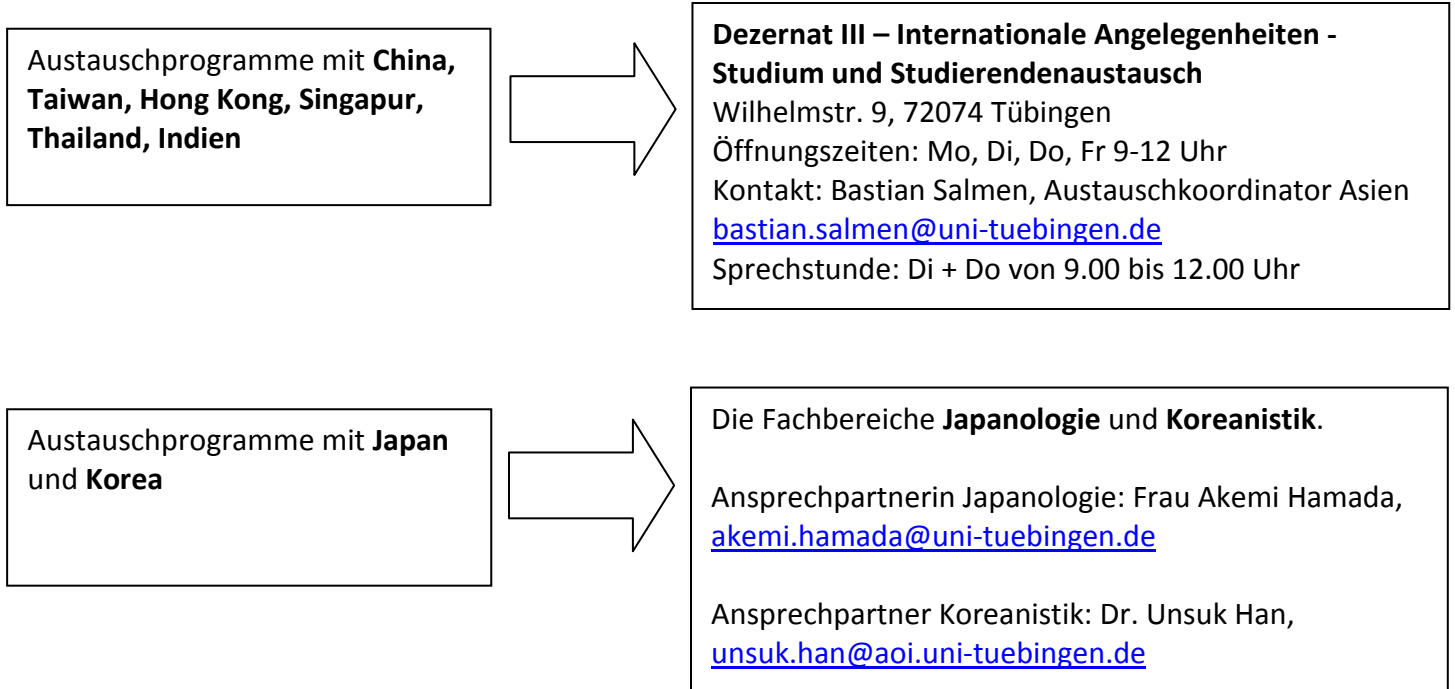 Austauschprogramme mit China,
Taiwan, Hong Kong, Singapur,
Thailand, Indien
Dezernat III – Internationale Angelegenheiten -
Studium und Studierendenaustausch
Wilhelmstr. 9, 72074 Tübingen
Öffnungszeiten: Mo, Di, Do, Fr 9-12 Uhr
Kontakt: Bastian Salmen, Austauschkoordinator Asien
bastian.salmen@uni-tuebingen.de
Sprechstunde: Di + Do von 9.00 bis 12.00 Uhr
Austauschprogramme mit Japan
und Korea
Die Fachbereiche Japanologie und Koreanistik.
Ansprechpartnerin Japanologie: Frau Akemi Hamada,
akemi.hamada@uni-tuebingen.de
Ansprechpartner Koreanistik: Dr. Unsuk Han,
unsuk.han@aoi.uni-tuebingen.de